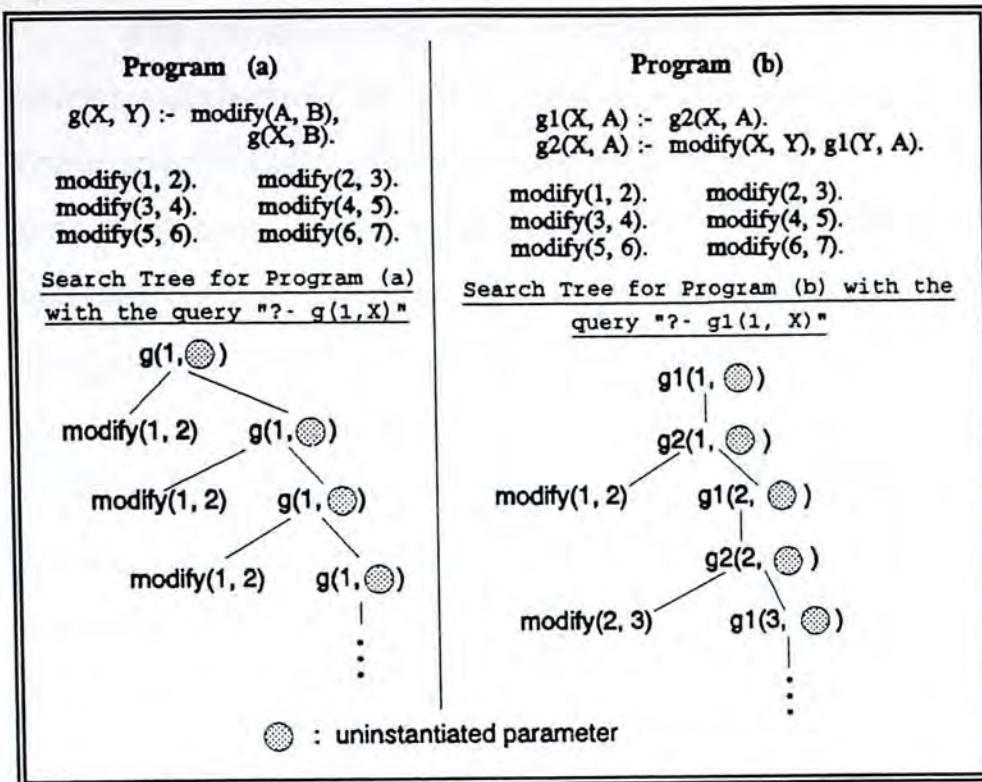 Program (a)
g(X, Y) :- modify(A, B),
g(X, B).
modify(1, 2). modify(2, 3).
modify(3, 4). modify(4, 5).
modify(5, 6). modify(6, 7).
Search Tree for Program (a)
with the query "?- g(1,X)"
g(1, )
modify(1, 2) g(1, )
modify(1, 2) g(1, )
modify(1, 2) g(1, )
Program (b)
g1(X, A) :- g2(X, A).
g2(X, A) :- modify(X, Y), g1(Y, A).
modify(1, 2). modify(2, 3).
modify(3, 4). modify(4, 5).
modify(5, 6). modify(6, 7).
Search Tree for Program (b) with the
query "?- g1(1, X)"
g1(1, )
g2(1, )
modify(1, 2) g1(2, )
g2(2, )
modify(2, 3) g1(3, )
: uninstantiated parameter